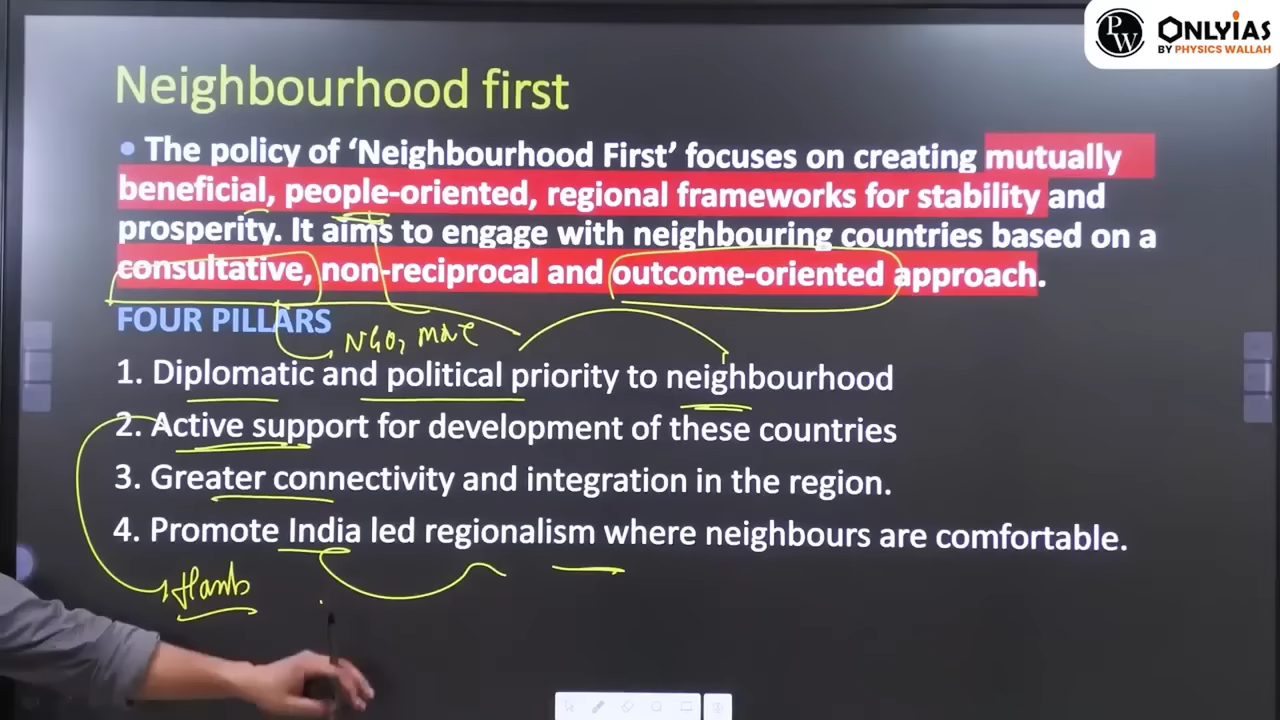 PW ONLYIAS
BY PHYSICS WALLAH
Neighbourhood first
• The policy of ‘Neighbourhood First’ focuses on creating mutually
beneficial, people-oriented, regional frameworks for stability and
prosperity. It aims to engage with neighbouring countries based on a
consultative, non-reciprocal and outcome-oriented approach.
FOUR PILLARS
NGO,
1. Diplomatic and political priority to neighbourhood
2. Active support for development of these countries
3. Greater connectivity and integration in the region.
4. Promote India led regionalism where neighbours are comfortable.